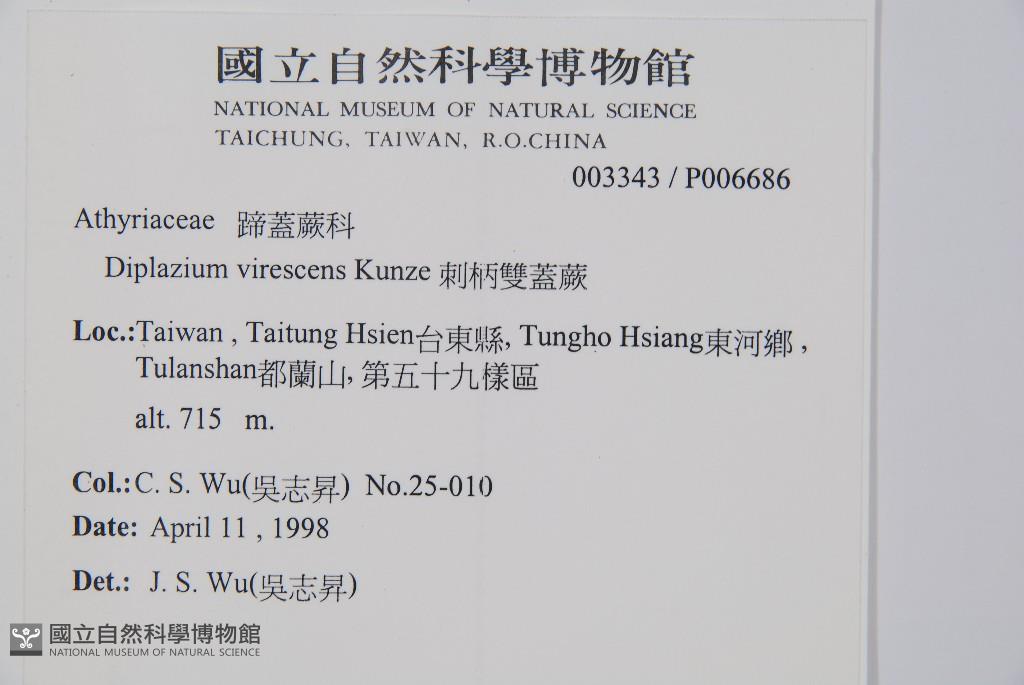 國立自然科學博物館
NATIONAL MUSEUM OF NATURAL SCIENCE
TAICHUNG, TAIWAN, R.O.CHINA
003343 / P006686
Athyriaceae 蹄蓋蕨科
Diplazium virescens Kunze 刺柄雙蓋蕨
Loc.:Taiwan , Taitung Hsien台東縣, Tungho Hsiang東河鄉 ,
Tulanshan都蘭山, 第五十九樣區
alt. 715 m.
Col.:C. S. Wu(吳志昇) No.25-010
Date: April 11 , 1998
Det.: J. S. Wu(吳志昇)
國立自然科學博物館
NATIONAL MUSEUM OF NATURAL SCIENCE